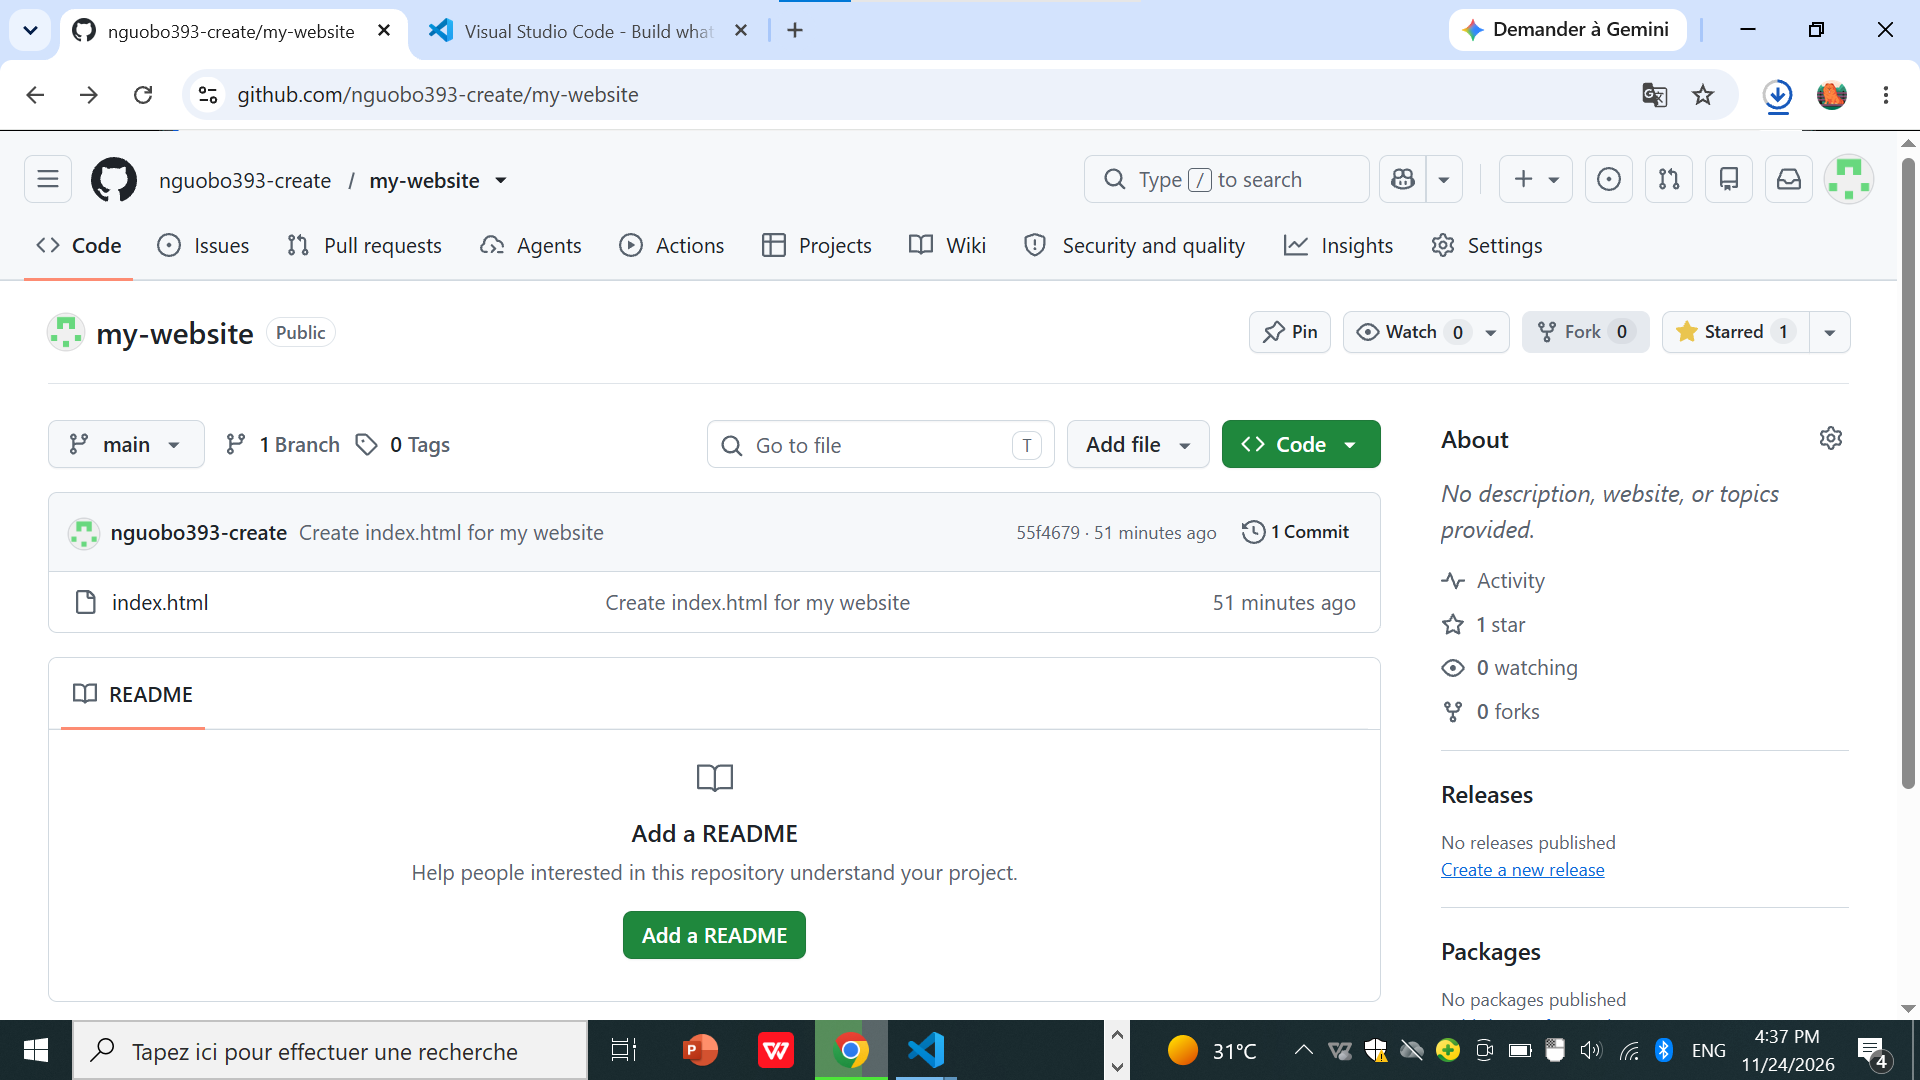 nguobo393-create/my-website
Visual Studio Code - Build what
Demander à Gemini
github.com/nguobo393-create/my-website
nguobo393-create / my-website
Type / to search
Code
Issues
Pull requests
Agents
Actions
Projects
Wiki
Security and quality
Insights
Settings
my-website Public
Pin
Watch 0
Fork 0
Starred 1
main
1 Branch
0 Tags
Go to file T
Add file
Code
nguobo393-create Create index.html for my website
55f4679 · 51 minutes ago
1 Commit
index.html
Create index.html for my website
51 minutes ago
README
Add a README
Help people interested in this repository understand your project.
Add a README
About
No description, website, or topics
provided.
Activity
1 star
0 watching
0 forks
Releases
No releases published
Create a new release
Packages
No packages published
Tapez ici pour effectuer une recherche
31°C
ENG
4:37 PM
11/24/2026
4